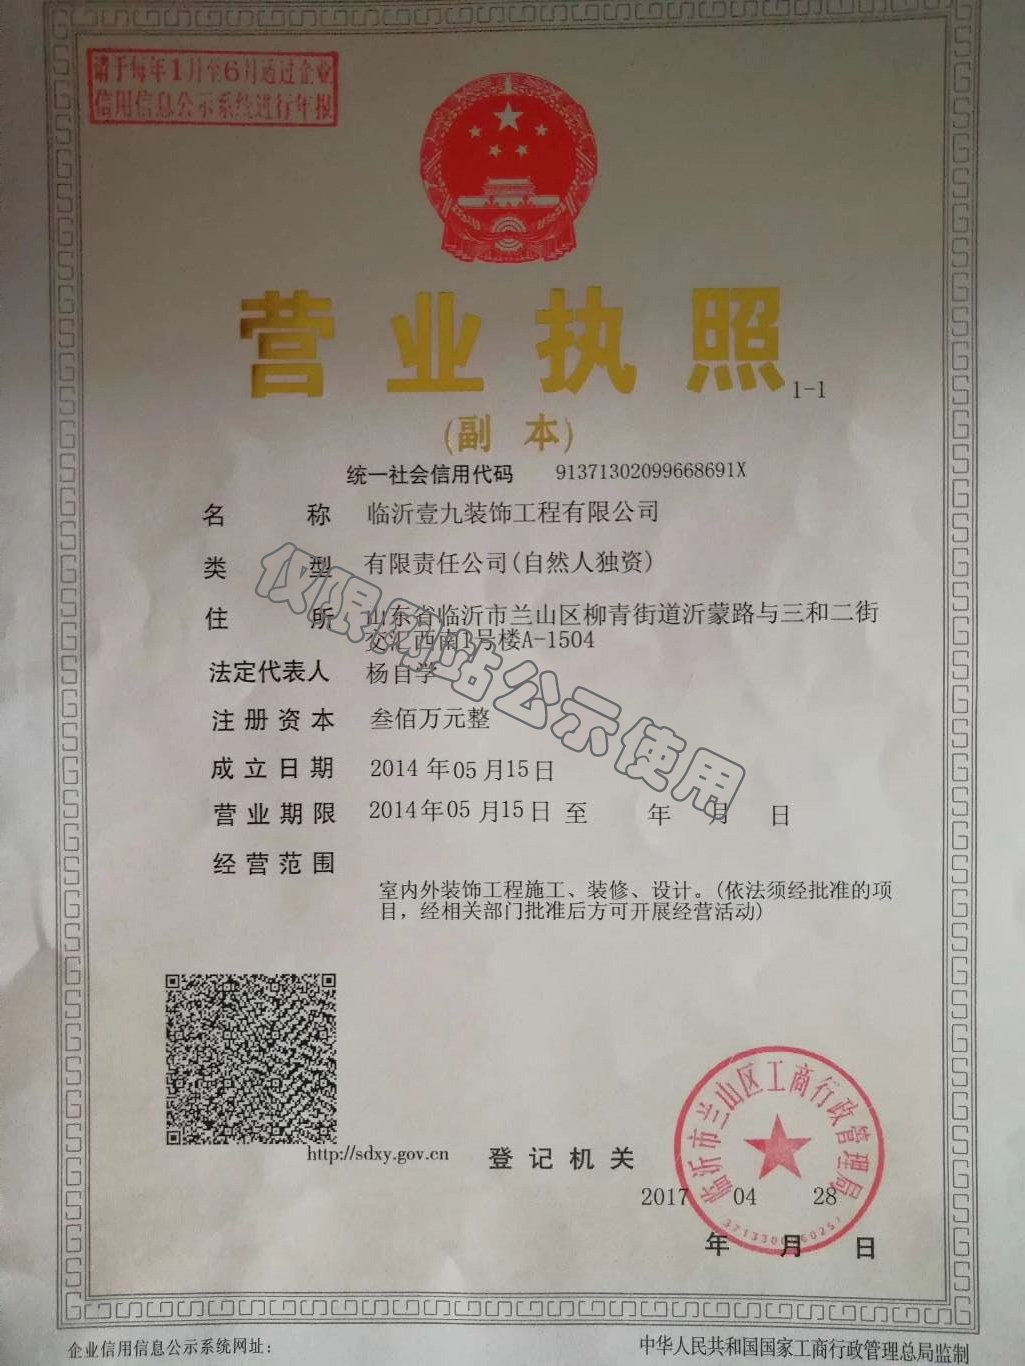 请于每年1月至6月通过企业
信用信息公示系统进行年报
营业执照
1-1
(副本)
统一社会信用代码 91371302099668691X
名称 临沂壹九装饰工程有限公司
类型 有限责任公司(自然人独资)
住所 山东省临沂市兰山区柳青街道沂蒙路与三和二街
交汇西南1号楼A-1504
法定代表人 杨自学
注册资本 叁佰万元整
成立日期 2014年05月15日
营业期限 2014年05月15日至 年 月 日
经营范围
室内外装饰工程施工、装修、设计。(依法须经批准的项
目，经相关部门批准后方可开展经营活动)
仅限网站公示使用
http://sdxy.gov.cn
登记机关
临沂市兰山区工商行政管理局
2017 04 28
年 月 日
企业信用信息公示系统网址：
中华人民共和国国家工商行政管理总局监制